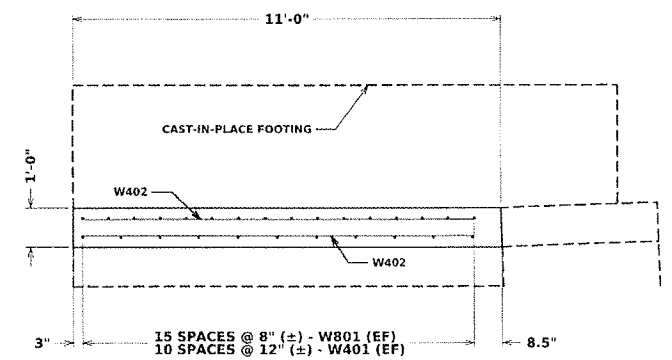 11'-0"
CAST-IN-PLACE FOOTING
1'-0"
W402
W402
3"
15 SPACES @ 8" (±) - W801 (EF)
10 SPACES @ 12" (±) - W401 (EF)
8.5"